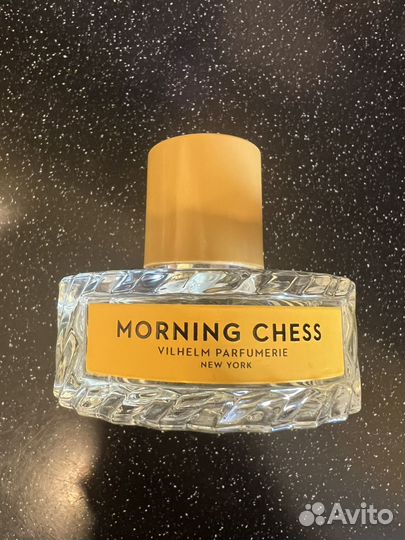 MORNING CHESS
VILHELM PARFUMERIE
NEW YORK
Avito